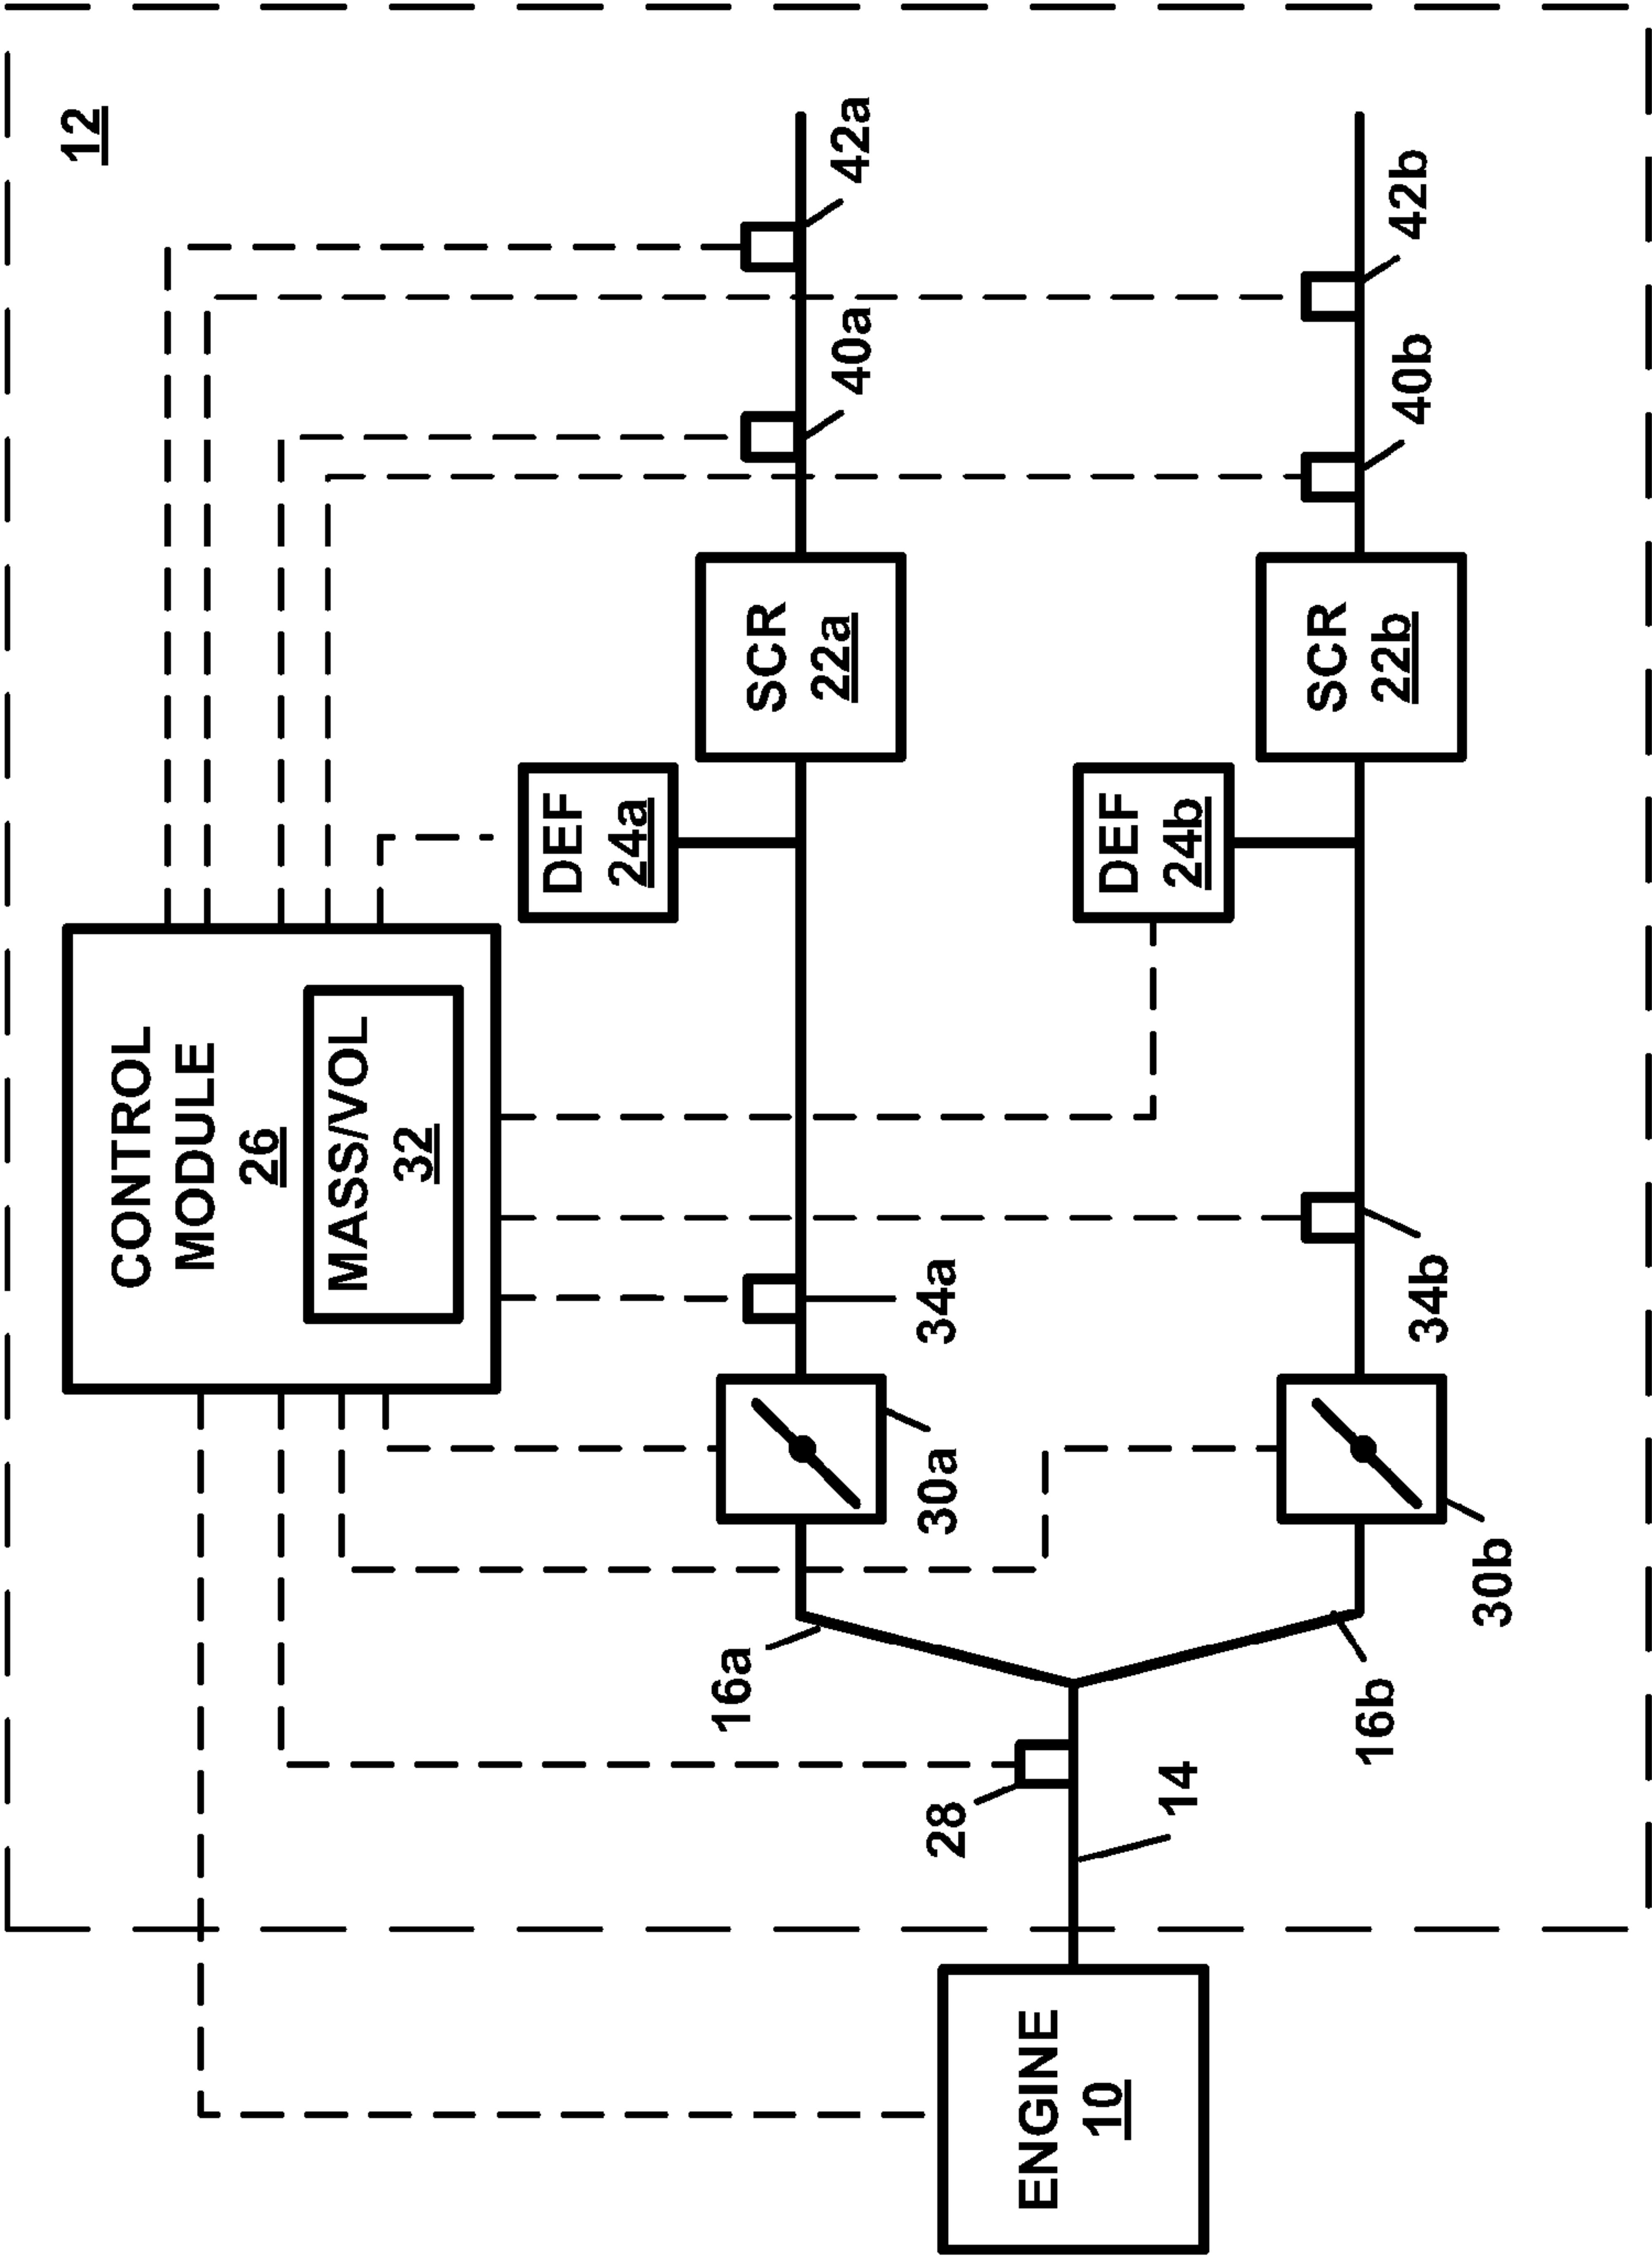 12
CONTROL
MODULE
26
MASS/VOL
32
42a
40a
DEF
24a
SCR
22a
34a
30a
16a
28
14
ENGINE
10
16b
30b
34b
DEF
24b
SCR
22b
40b
42b